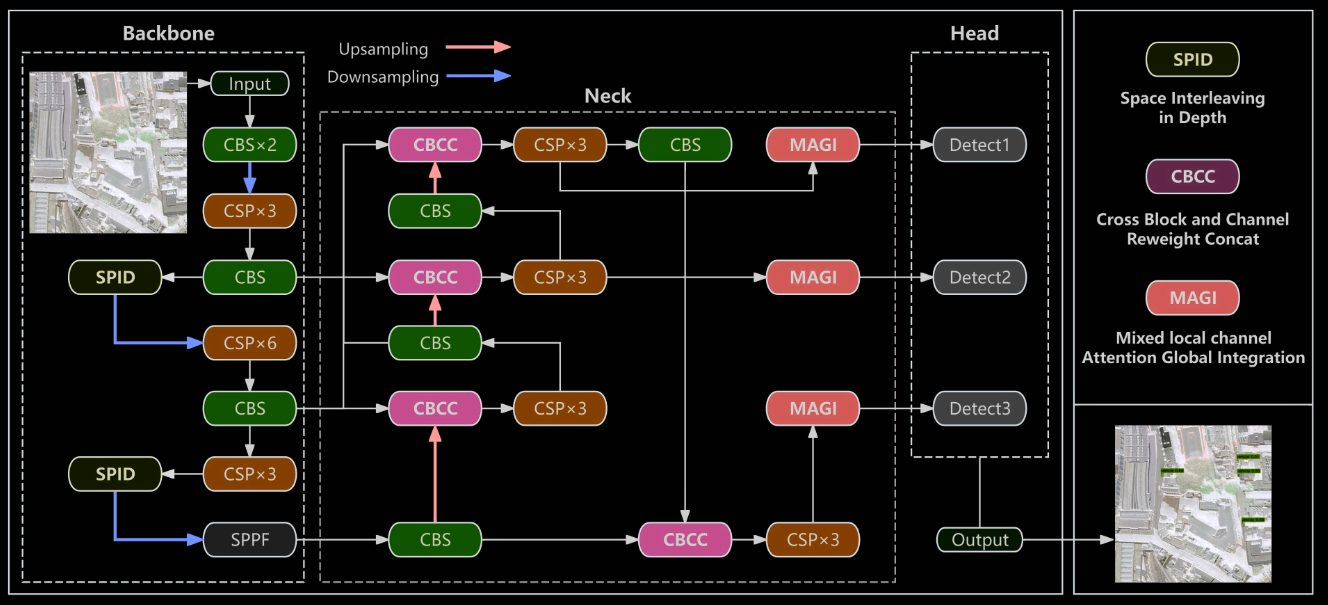 Backbone
Upsampling
Downsampling
Head
Neck
Input
CBS×2
CBCC
CSP×3
CBS
MAGI
Detect1
CSP×3
CBS
SPID
CBS
CBCC
CSP×3
MAGI
Detect2
CSP×6
CBS
CBS
CBCC
CSP×3
MAGI
Detect3
SPID
CSP×3
SPPF
CBS
CBCC
CSP×3
Output
SPID
Space Interleaving
in Depth
CBCC
Cross Block and Channel
Reweight Concat
MAGI
Mixed local channel
Attention Global Integration